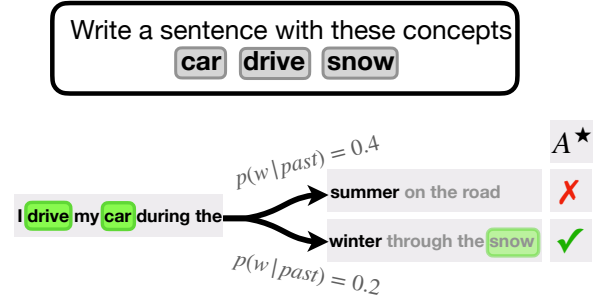 Write a sentence with these concepts
car drive snow
A★
p(w|past) = 0.4
summer on the road ✗
I drive my car during the
winter through the snow ✓
p(w|past) = 0.2